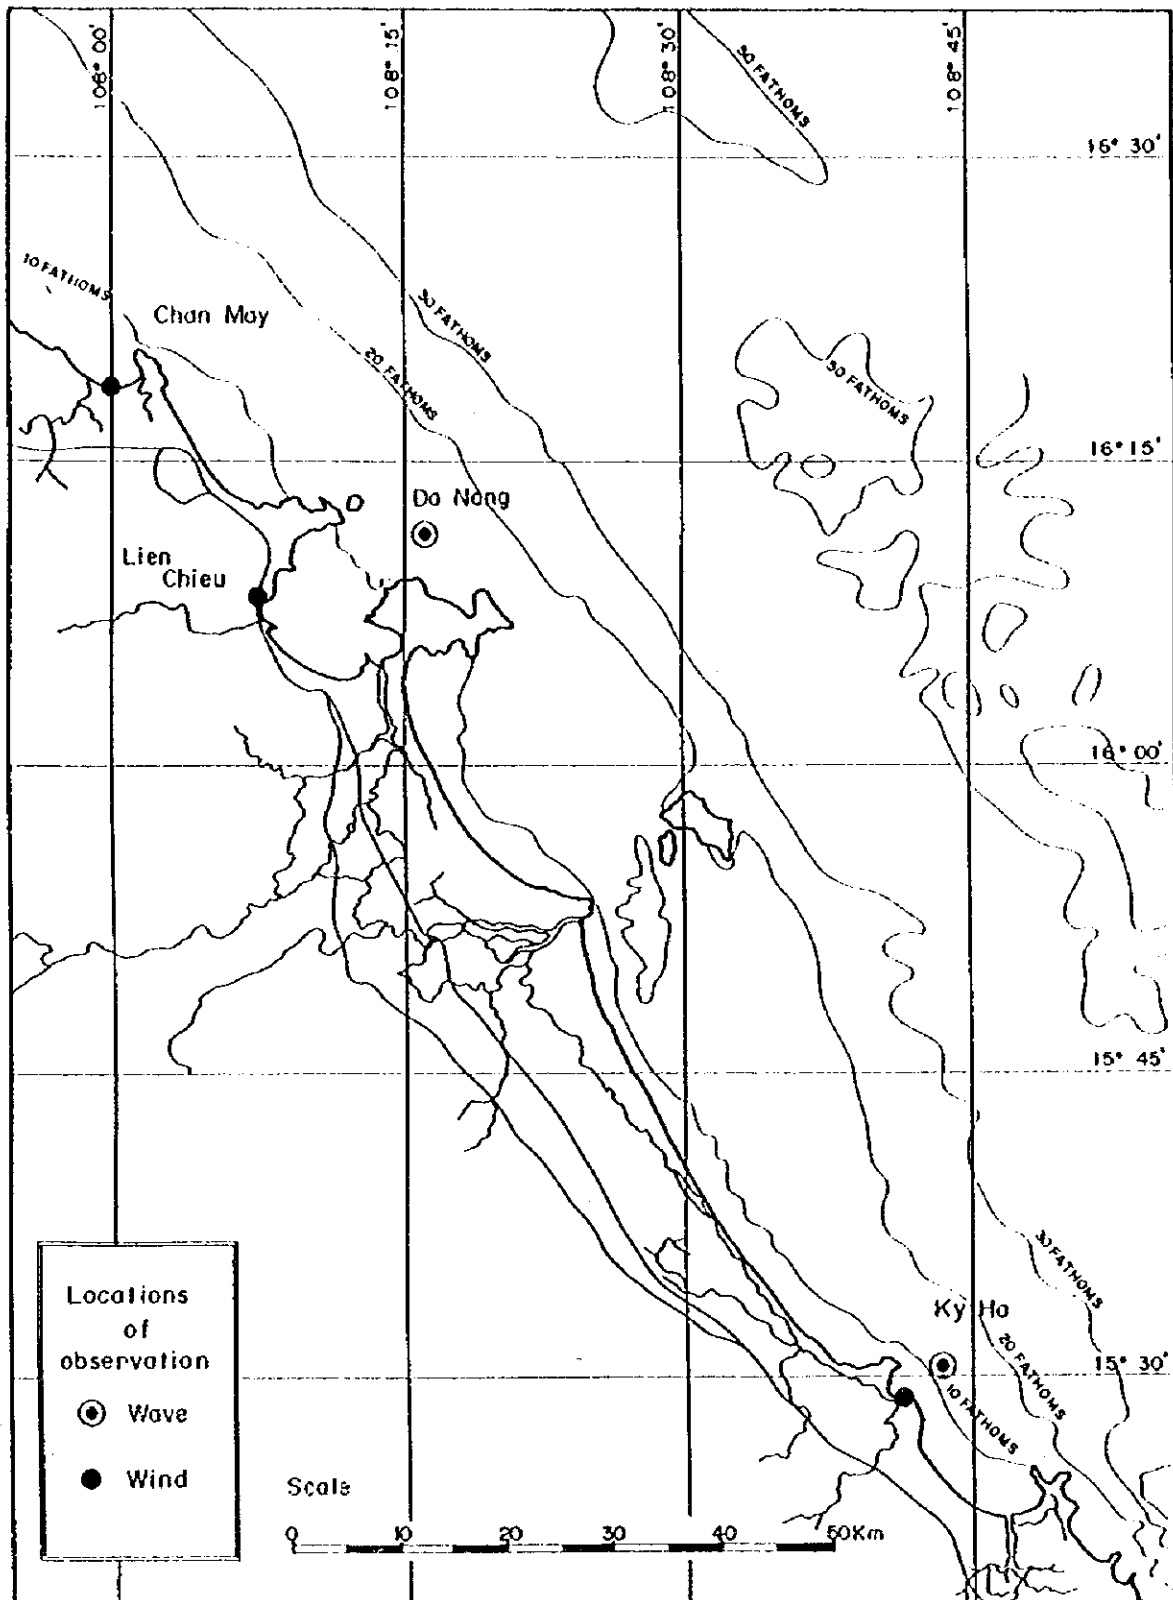 108° 00'
108° 15'
108° 30'
108° 45'
50 FATHOMS
16° 30'
10 FATHOMS
Chan May
30 FATHOMS
20 FATHOMS
50 FATHOMS
16° 15'
Da Nang
Lien
Chieu
16° 00'
15° 45'
30 FATHOMS
Ky Ha
20 FATHOMS
15° 30'
10 FATHOMS
Locations
of
observation
Wave
Wind
Scale
0 10 20 30 40 50Km